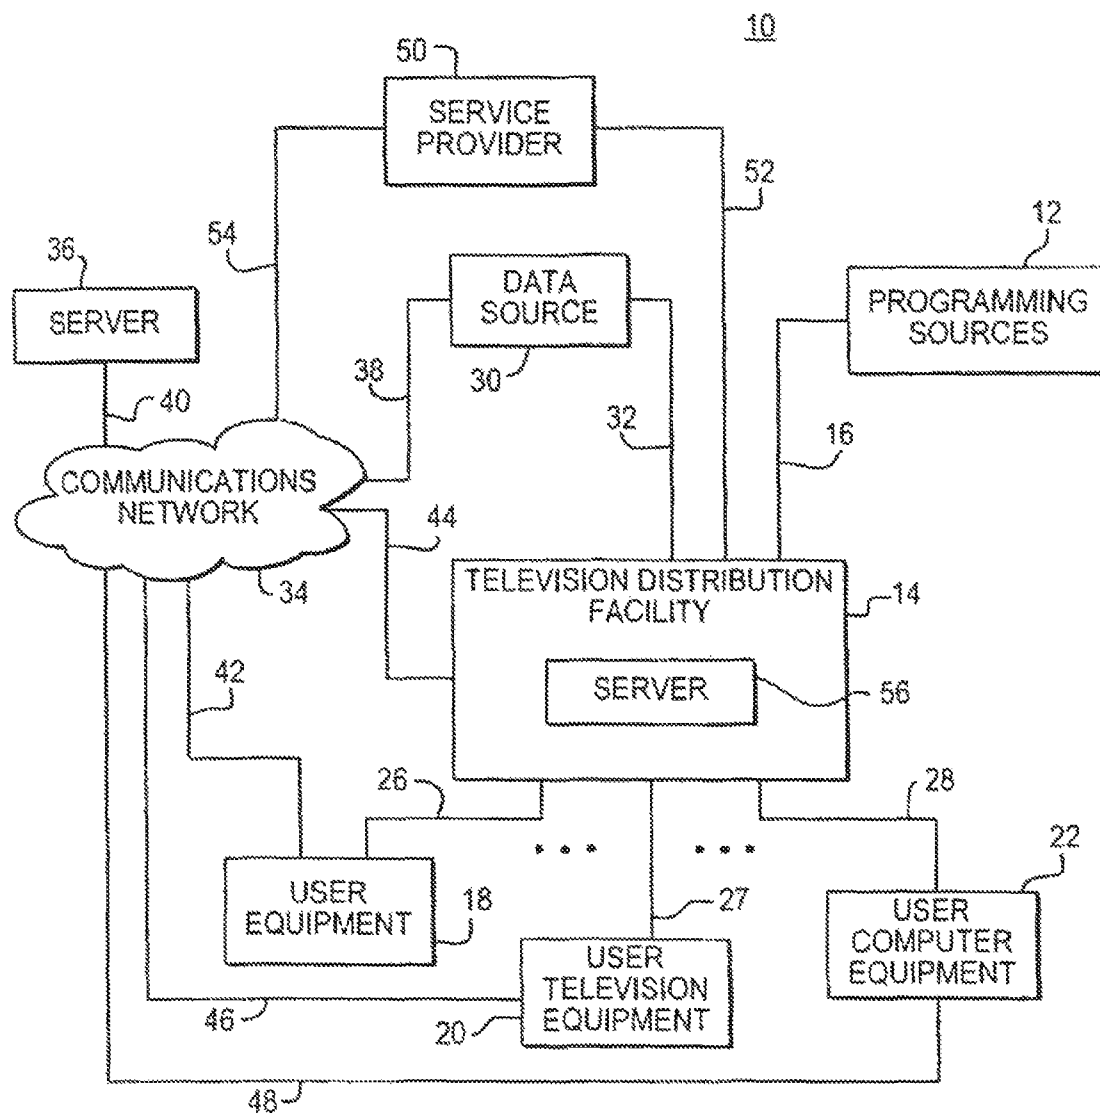 10
50
SERVICE
PROVIDER
52
54
12
36
SERVER
DATA
SOURCE
PROGRAMMING
SOURCES
38
30
40
32
16
COMMUNICATIONS
NETWORK
44
34
TELEVISION DISTRIBUTION
FACILITY
14
SERVER
56
42
26
28
• • •
• • •
22
USER
EQUIPMENT
18
27
USER
COMPUTER
EQUIPMENT
USER
TELEVISION
EQUIPMENT
46
20
48